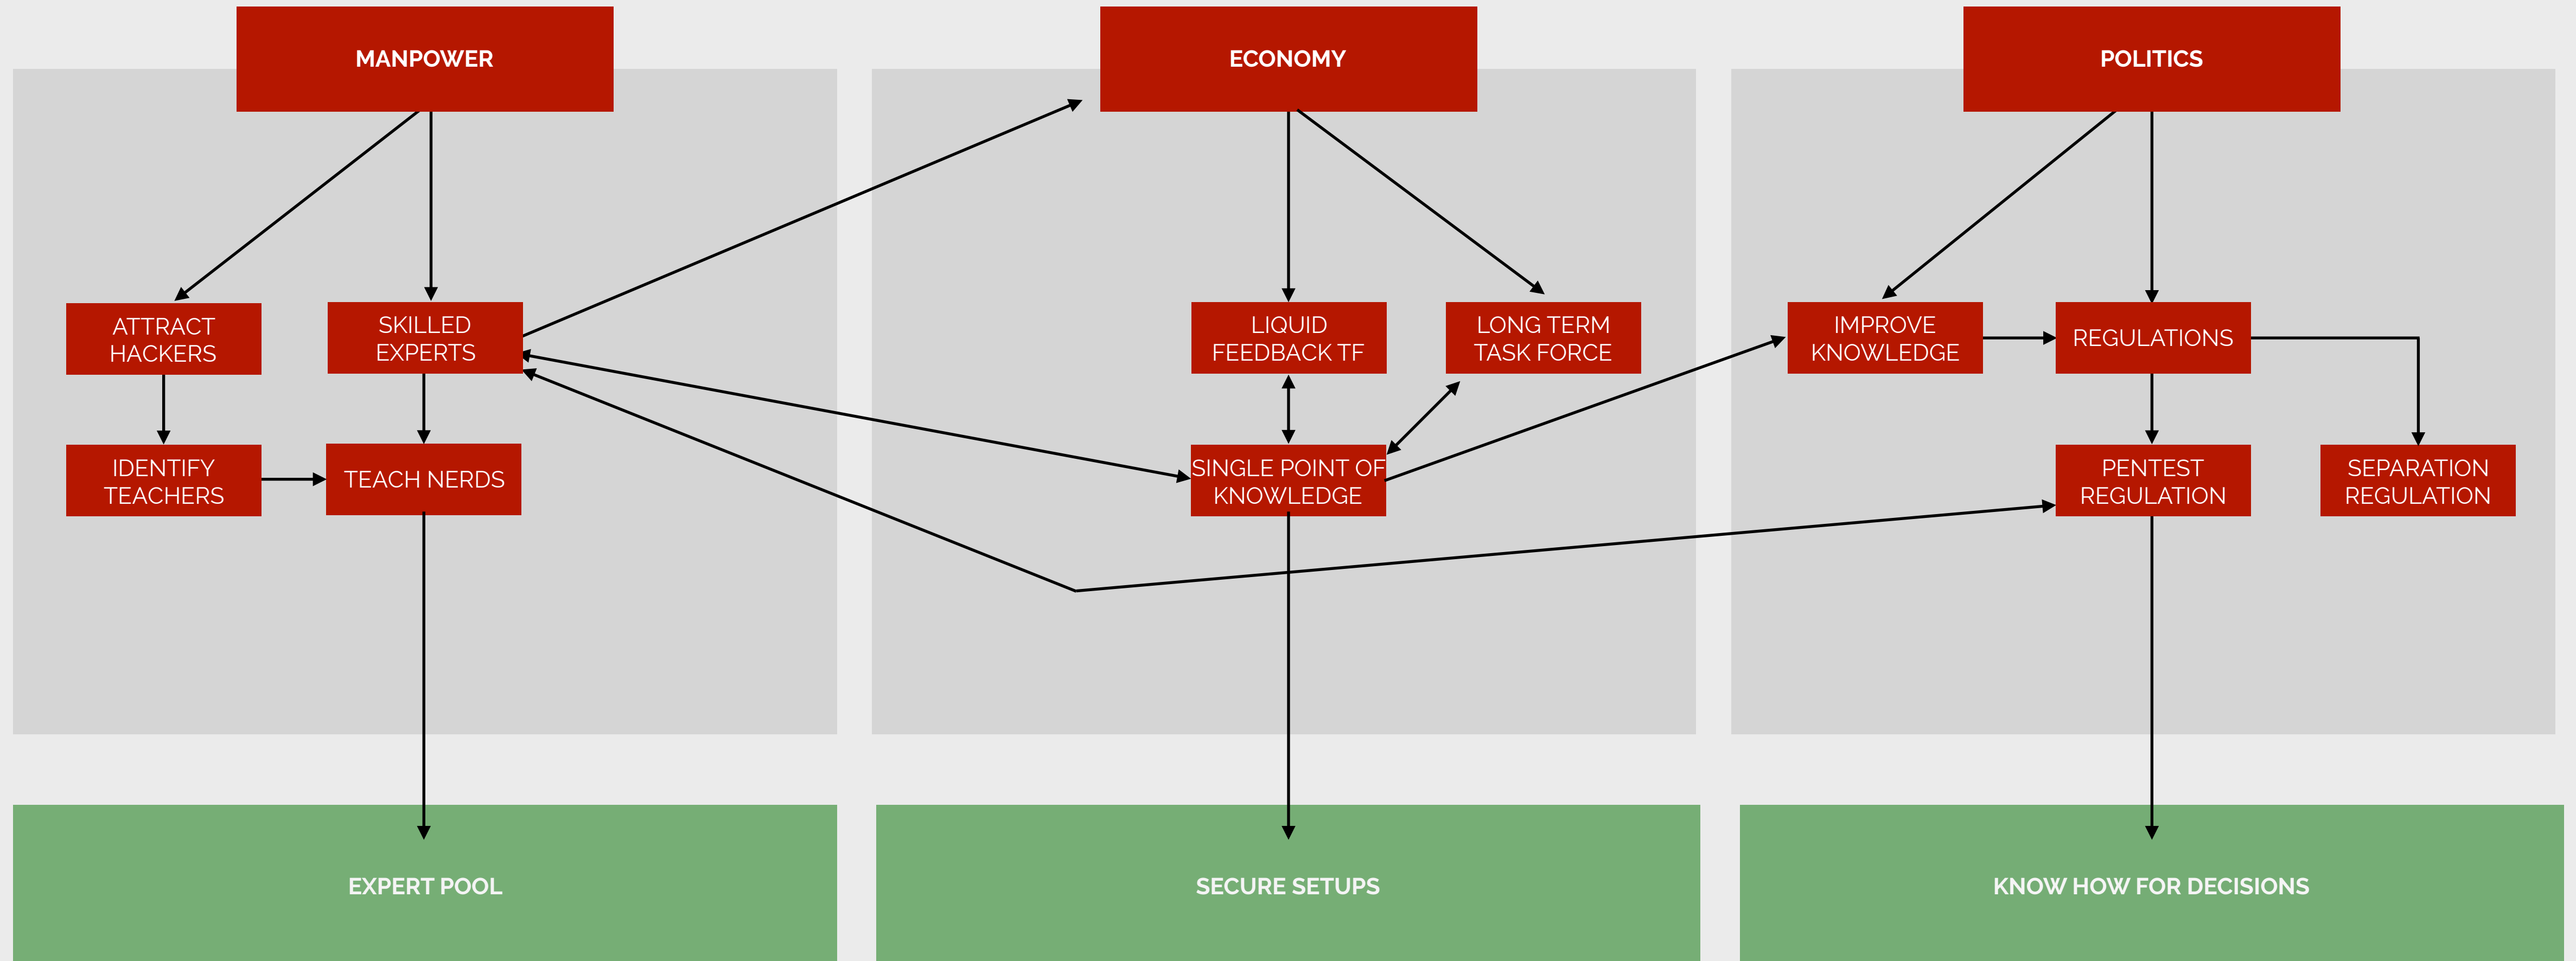 MANPOWER
ECONOMY
POLITICS
ATTRACT
HACKERS
SKILLED
EXPERTS
LIQUID
FEEDBACK TF
LONG TERM
TASK FORCE
IMPROVE
KNOWLEDGE
REGULATIONS
IDENTIFY
TEACHERS
TEACH NERDS
SINGLE POINT OF
KNOWLEDGE
PENTEST
REGULATION
SEPARATION
REGULATION
EXPERT POOL
SECURE SETUPS
KNOW HOW FOR DECISIONS